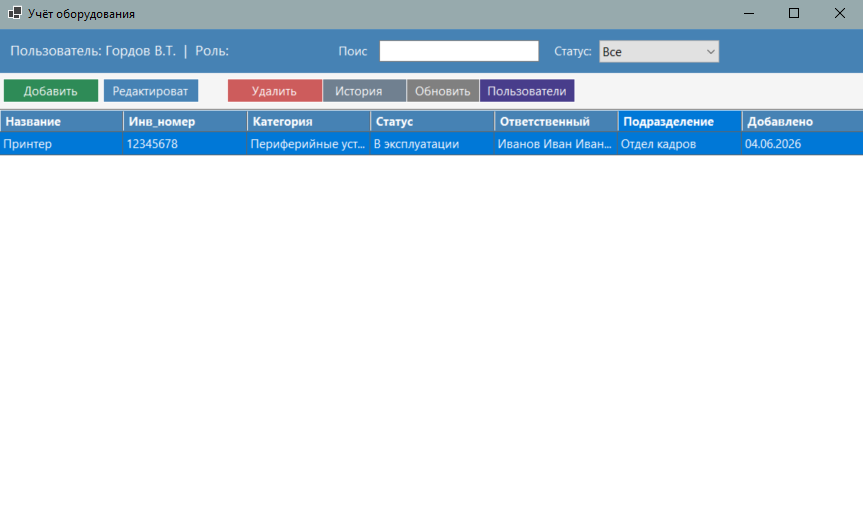 Учёт оборудования
Пользователь: Гордов В.Т. | Роль: Поиск Статус: Все
Добавить Редактироват Удалить История Обновить Пользователи
Название Инв_номер Категория Статус Ответственный Подразделение Добавлено
Принтер 12345678 Периферийные уст... В эксплуатации Иванов Иван Иван... Отдел кадров 04.06.2026